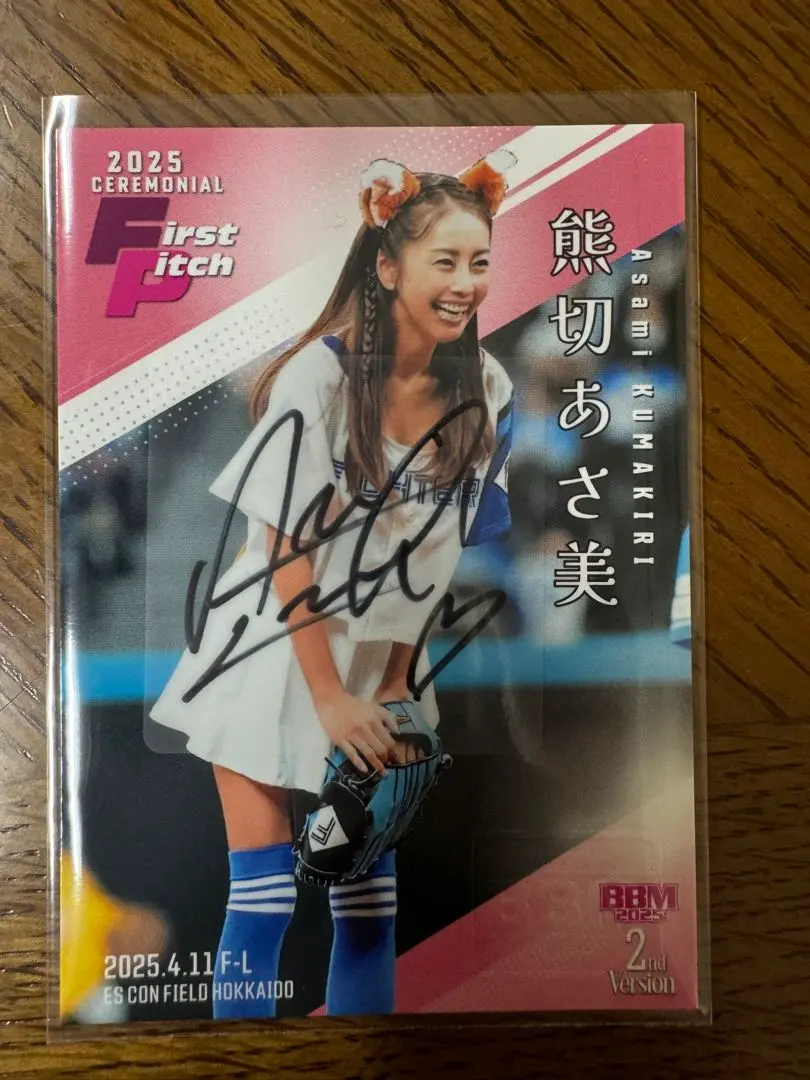 2025
CEREMONIAL
First
Pitch
熊切あさ美
Asami KUMAKIRI
FIGHTER
BBM
2025
2nd
Version
2025.4.11 F-L
ES CON FIELD HOKKAIDO